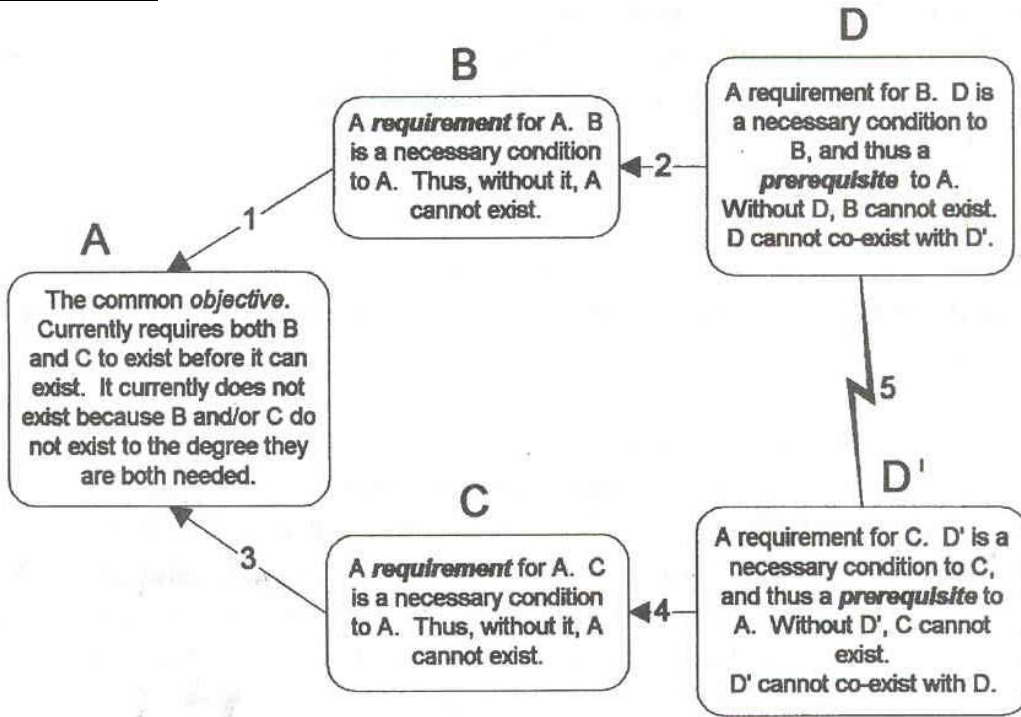 D
B
A requirement for B. D is
a necessary condition to
B, and thus a
prerequisite to A.
Without D, B cannot exist.
D cannot co-exist with D'.
A requirement for A. B
is a necessary condition
to A. Thus, without it, A
cannot exist.
2
1
A
The common objective.
Currently requires both B
and C to exist before it can
exist. It currently does not
exist because B and/or C do
not exist to the degree they
are both needed.
5
D'
C
3
A requirement for A. C
is a necessary condition
to A. Thus, without it, A
cannot exist.
4
A requirement for C. D' is a
necessary condition to C,
and thus a prerequisite to
A. Without D', C cannot
exist.
D' cannot co-exist with D.